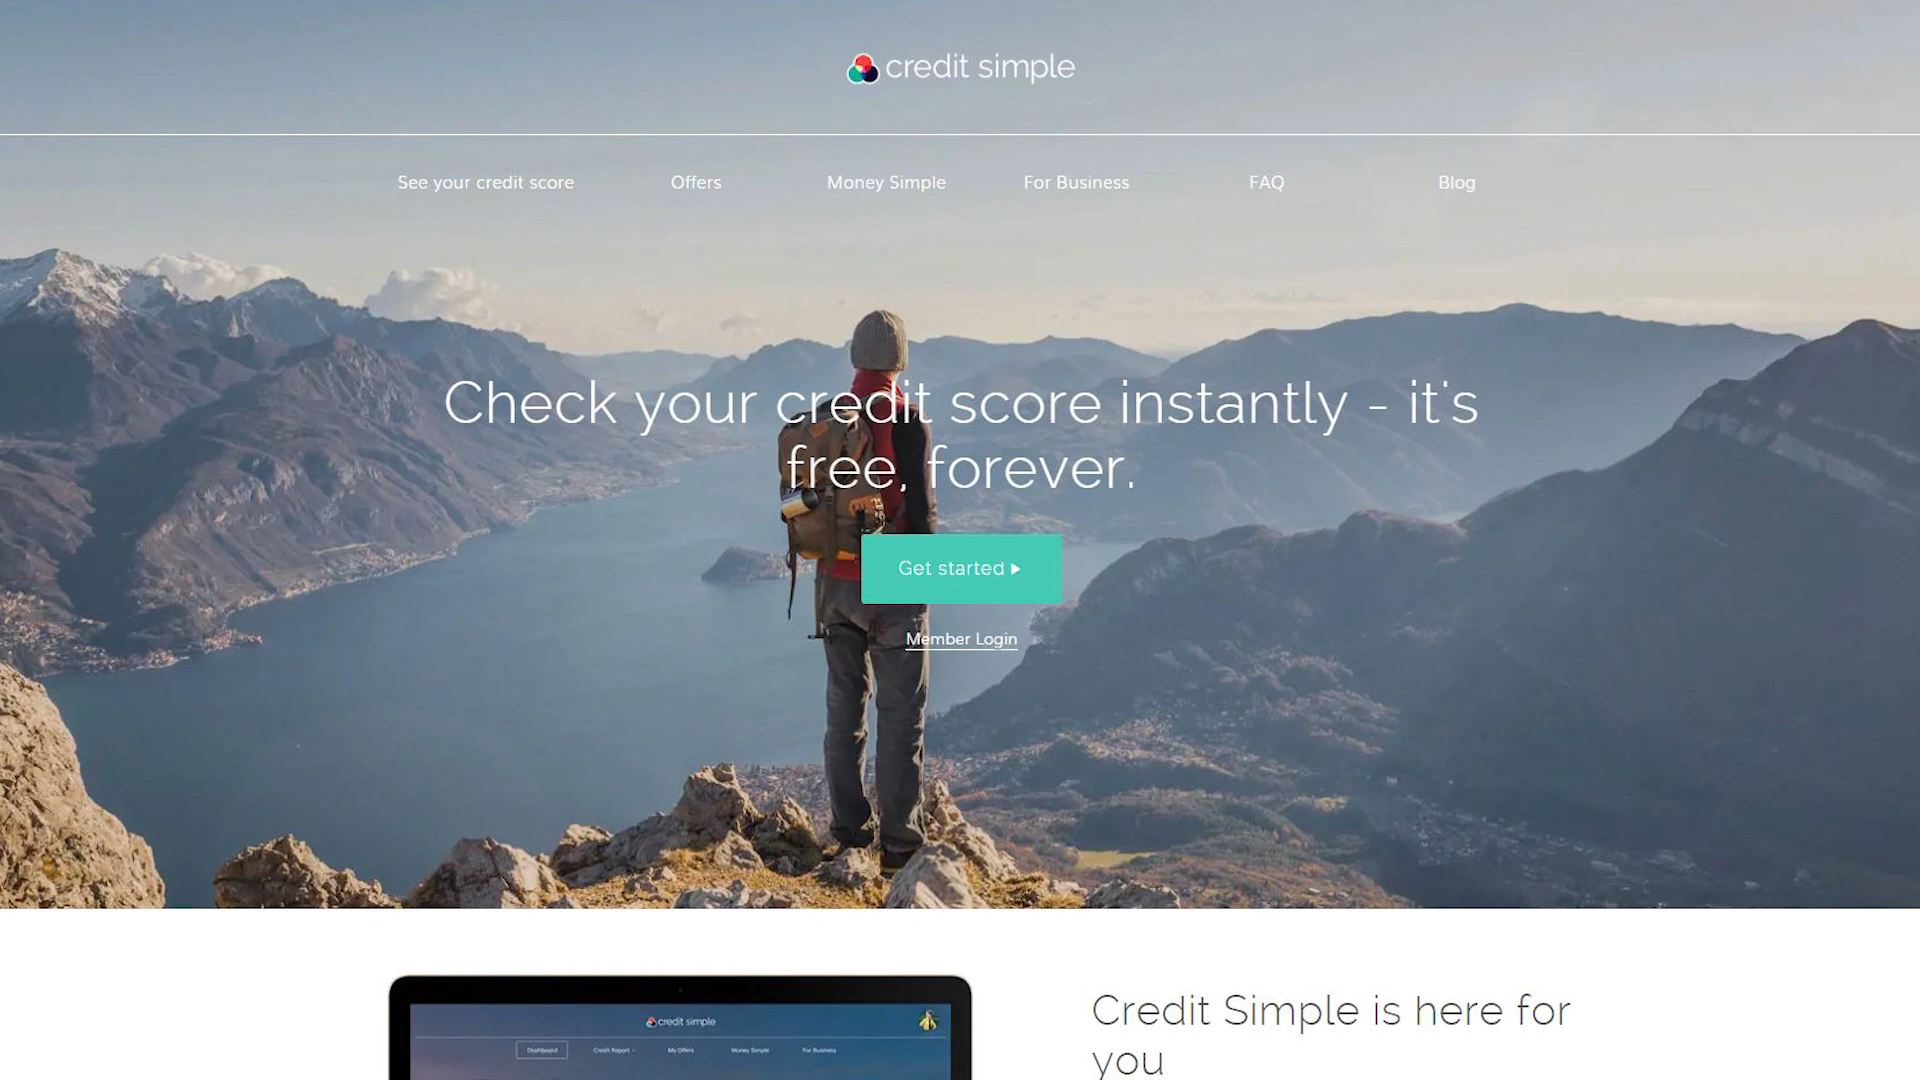 credit simple
See your credit score
Offers
Money Simple
For Business
FAQ
Blog
Check your credit score instantly - it's
free, forever.
Get started
Member Login
credit simple
Dashboard
Credit Report
My Offers
Money Simple
For Business
Credit Simple is here for
you